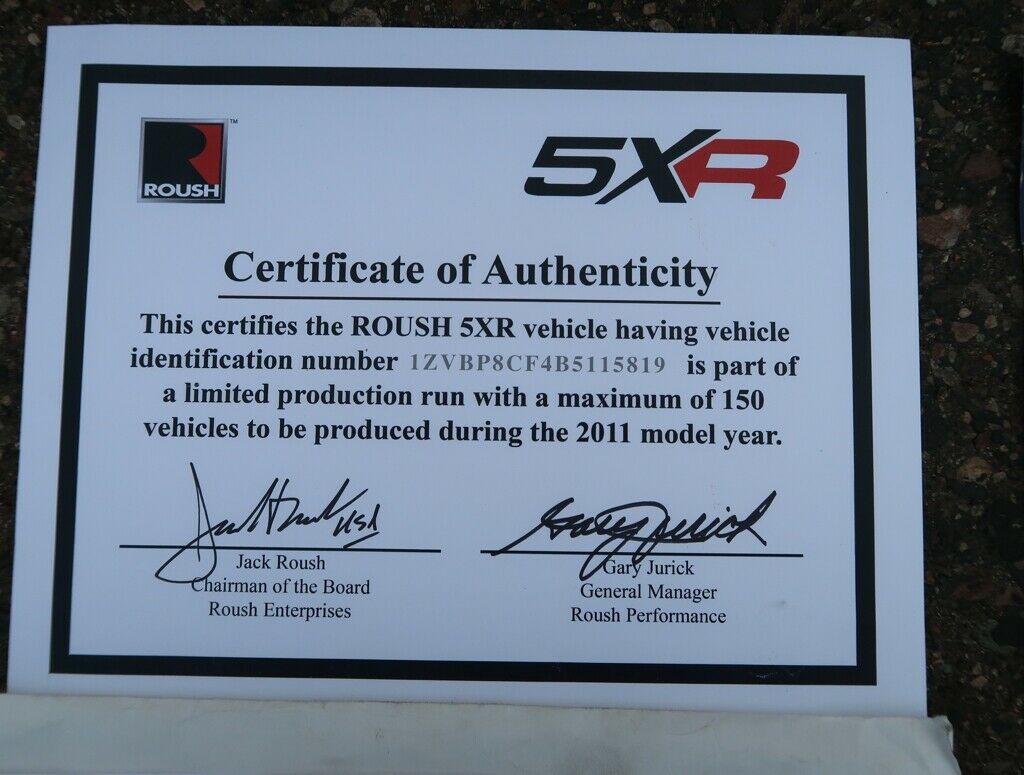 ROUSH
TM
5XR
Certificate of Authenticity
This certifies the ROUSH 5XR vehicle having vehicle
identification number 1ZVBP8CF4B5115819 is part of
a limited production run with a maximum of 150
vehicles to be produced during the 2011 model year.
Jack Roush
Chairman of the Board
Roush Enterprises
Gary Jurick
General Manager
Roush Performance